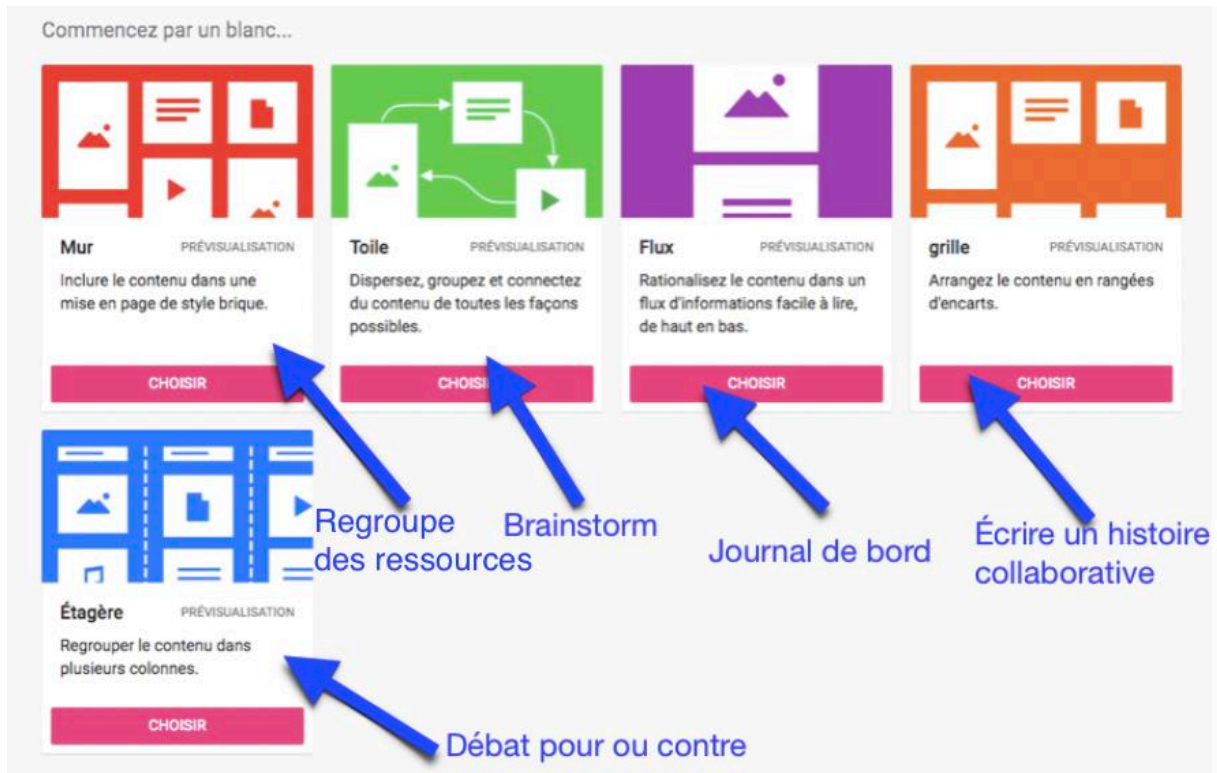 Commencez par un blanc...
Mur PRÉVISUALISATION
Inclure le contenu dans une
mise en page de style brique.
CHOISIR
Toile PRÉVISUALISATION
Dispersez, groupez et connectez
du contenu de toutes les façons
possibles.
CHOISIR
Flux PRÉVISUALISATION
Rationalisez le contenu dans un
flux d'informations facile à lire,
de haut en bas.
CHOISIR
grille PRÉVISUALISATION
Arrangez le contenu en rangées
d'encarts.
CHOISIR
Regroupe
des ressources
Brainstorm
Journal de bord
Écrire un histoire
collaborative
Étagère PRÉVISUALISATION
Regrouper le contenu dans
plusieurs colonnes.
CHOISIR
Débat pour ou contre